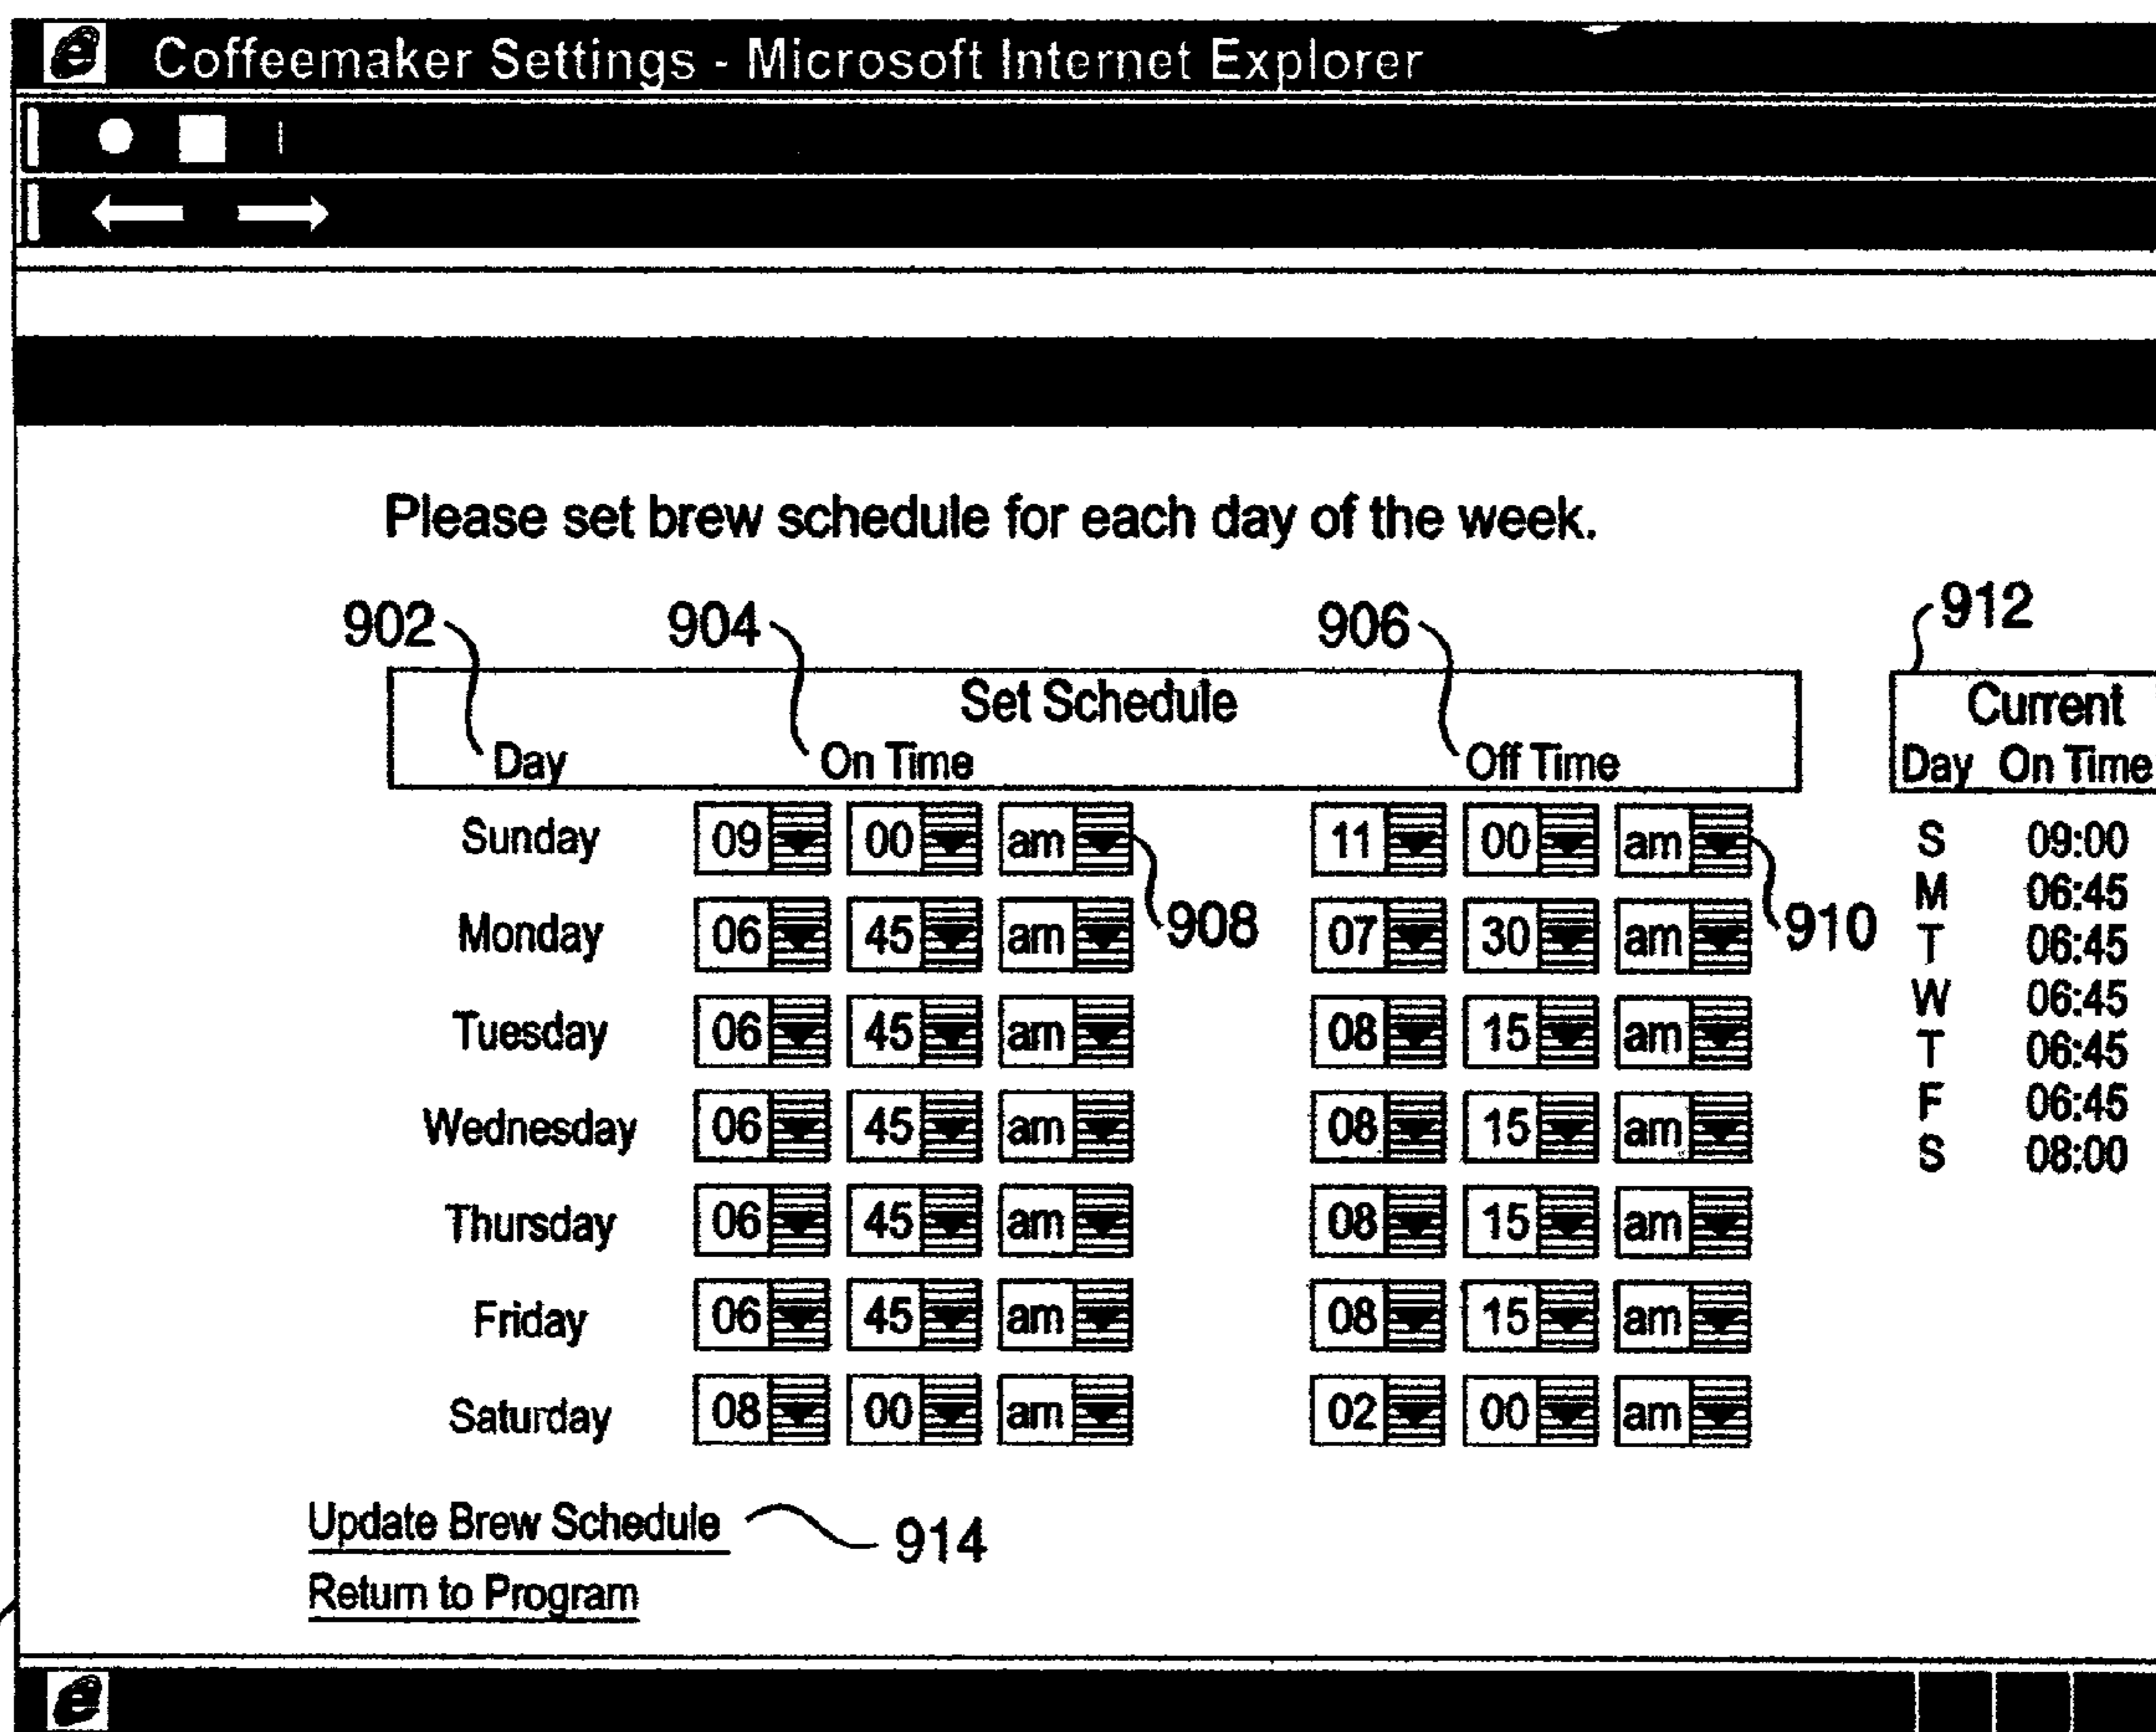 Coffeemaker Settings - Microsoft Internet Explorer
Please set brew schedule for each day of the week.
902 904 906 912
Set Schedule Current
Day On Time Off Time Day On Time
Sunday 09 00 am 11 00 am S 09:00
Monday 06 45 am 908 07 30 am 910 M 06:45
Tuesday 06 45 am 08 15 am T 06:45
Wednesday 06 45 am 08 15 am W 06:45
Thursday 06 45 am 08 15 am T 06:45
Friday 06 45 am 08 15 am F 06:45
Saturday 08 00 am 02 00 am S 08:00
Update Brew Schedule 914
Return to Program